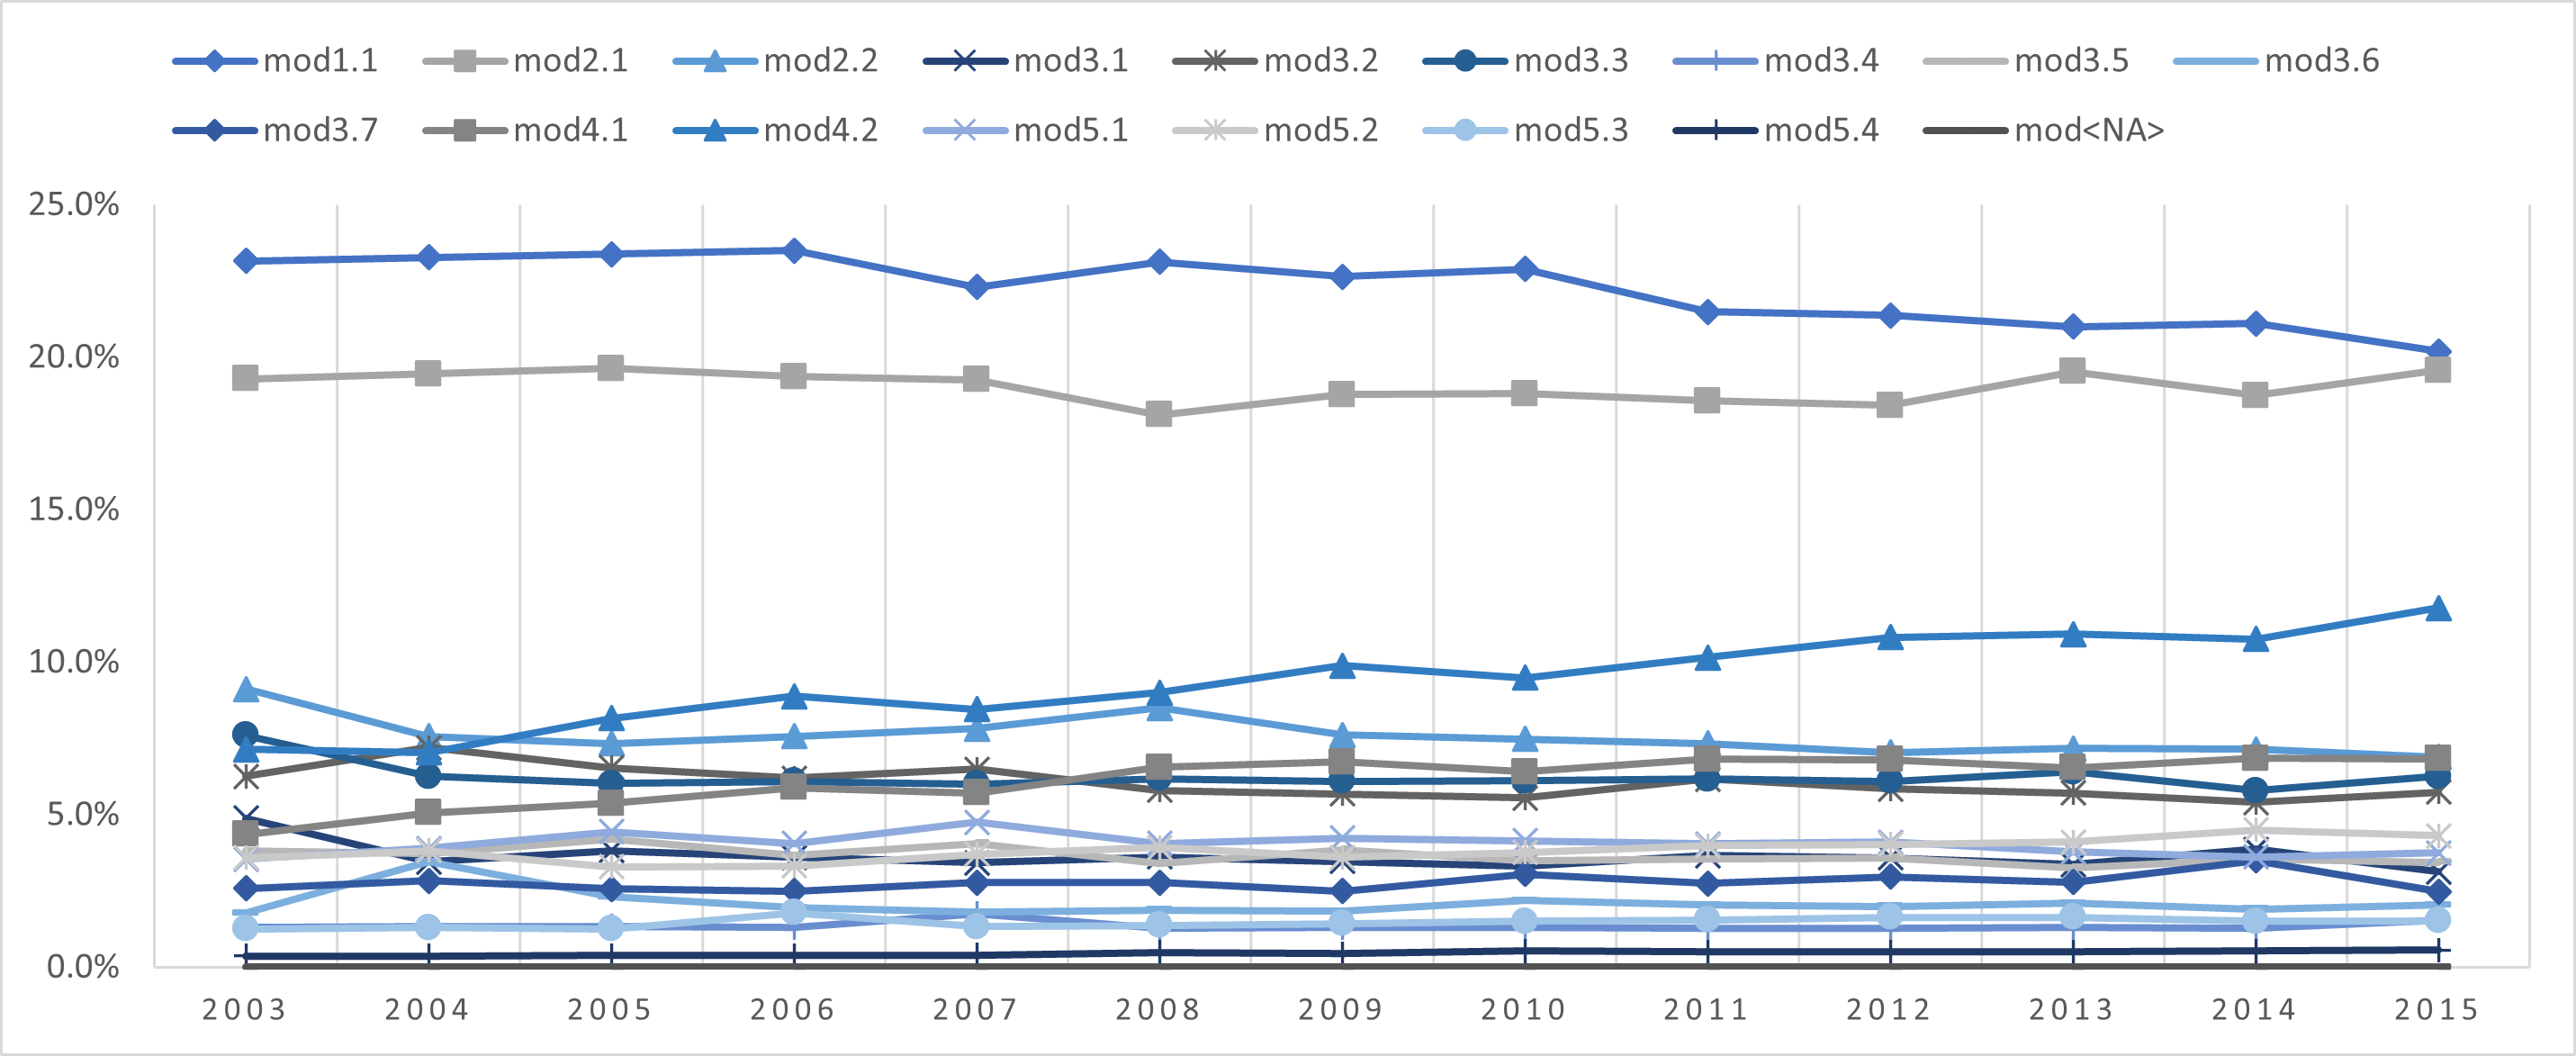 mod1.1 mod2.1 mod2.2 mod3.1 mod3.2 mod3.3 mod3.4 mod3.5 mod3.6
mod3.7 mod4.1 mod4.2 mod5.1 mod5.2 mod5.3 mod5.4 mod<NA>
25.0%
20.0%
15.0%
10.0%
5.0%
0.0%
2003 2004 2005 2006 2007 2008 2009 2010 2011 2012 2013 2014 2015